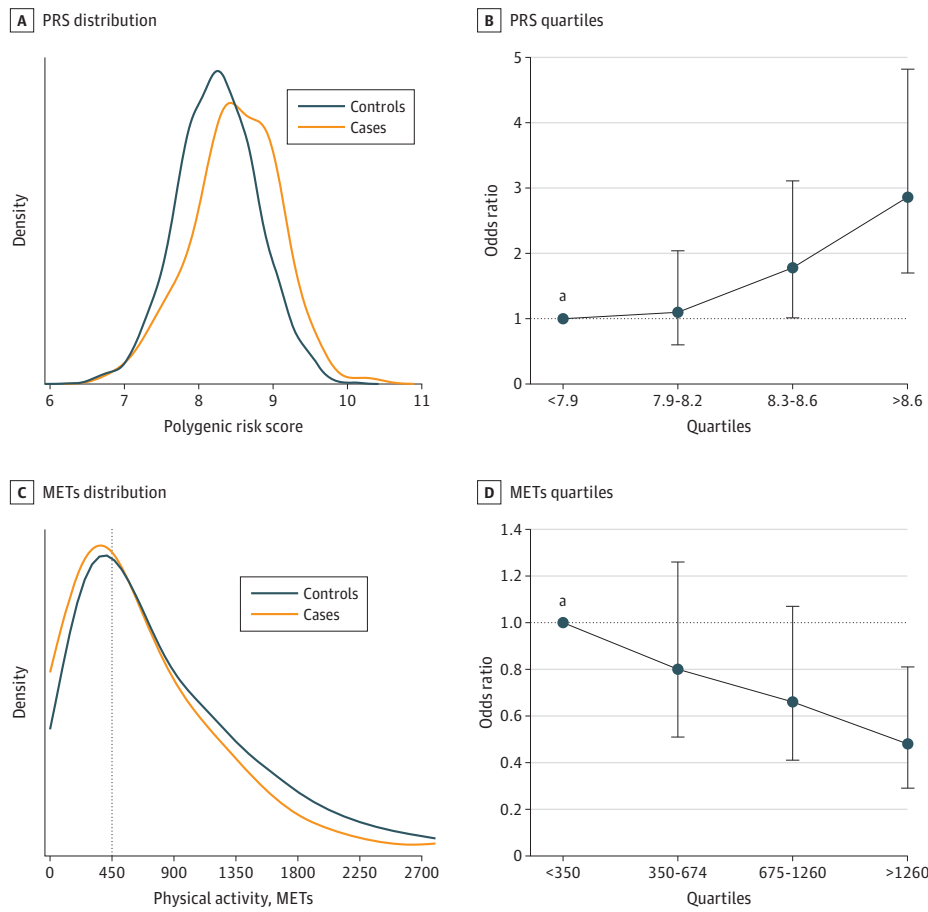 A PRS distribution
Density
Controls
Cases
6 7 8 9 10 11
Polygenic risk score
B PRS quartiles
Odds ratio
5
4
3
2
1
0
a
<7.9 7.9-8.2 8.3-8.6 >8.6
Quartiles
C METs distribution
Density
Controls
Cases
0 450 900 1350 1800 2250 2700
Physical activity, METs
D METs quartiles
Odds ratio
1.4
1.2
1.0
0.8
0.6
0.4
0.2
0
a
<350 350-674 675-1260 >1260
Quartiles